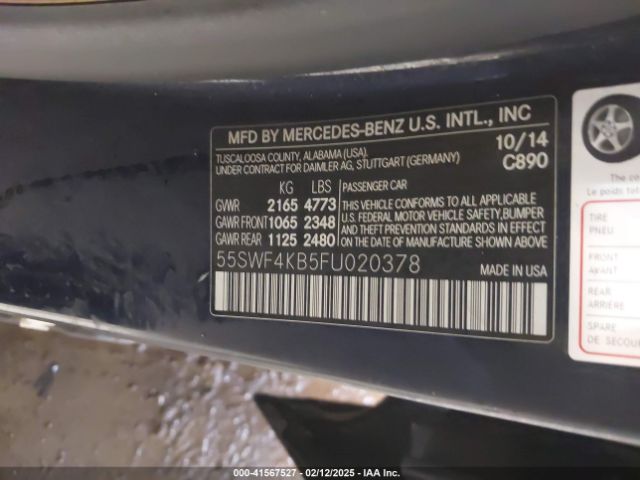 MFD BY MERCEDES-BENZ U.S. INTL., INC
TUSCALOOSA COUNTY, ALABAMA (USA), 10/14
UNDER CONTRACT FOR DAIMLER AG, STUTTGART (GERMANY) C890
KG LBS
GVWR 2165 4773
GAWR FRONT 1065 2348
GAWR REAR 1125 2480
PASSENGER CAR
THIS VEHICLE CONFORMS TO ALL APPLICABLE
U.S. FEDERAL MOTOR VEHICLE SAFETY, BUMPER
AND THEFT PREVENTION STANDARDS IN EFFECT
ON THE DATE OF MANUFACTURE SHOWN ABOVE.
55SWF4KB5FU020378 MADE IN USA
The
Le poids
TIRE
PNEU
FRONT
AVANT
REAR
ARRIERE
SPARE
DE
000-41567527 - 02/12/2025 - IAA Inc.